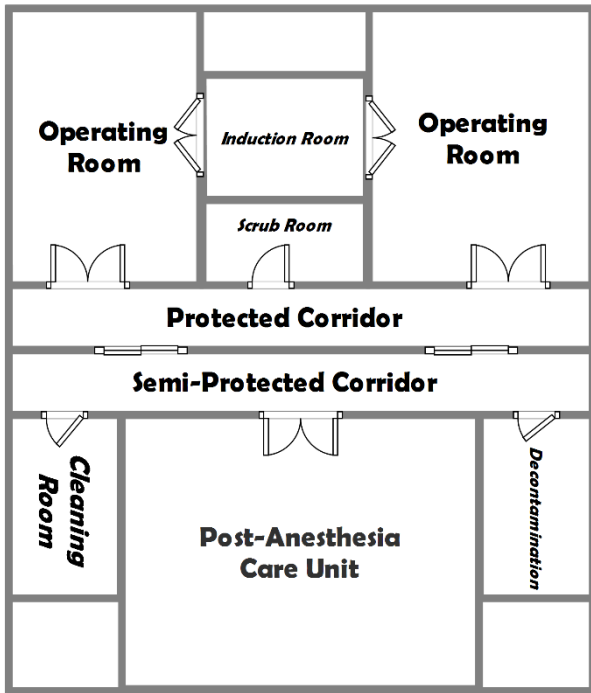 Operating
Room
Induction Room
Operating
Room
Scrub Room
Protected Corridor
Semi-Protected Corridor
Cleaning
Room
Post-Anesthesia
Care Unit
Decontamination